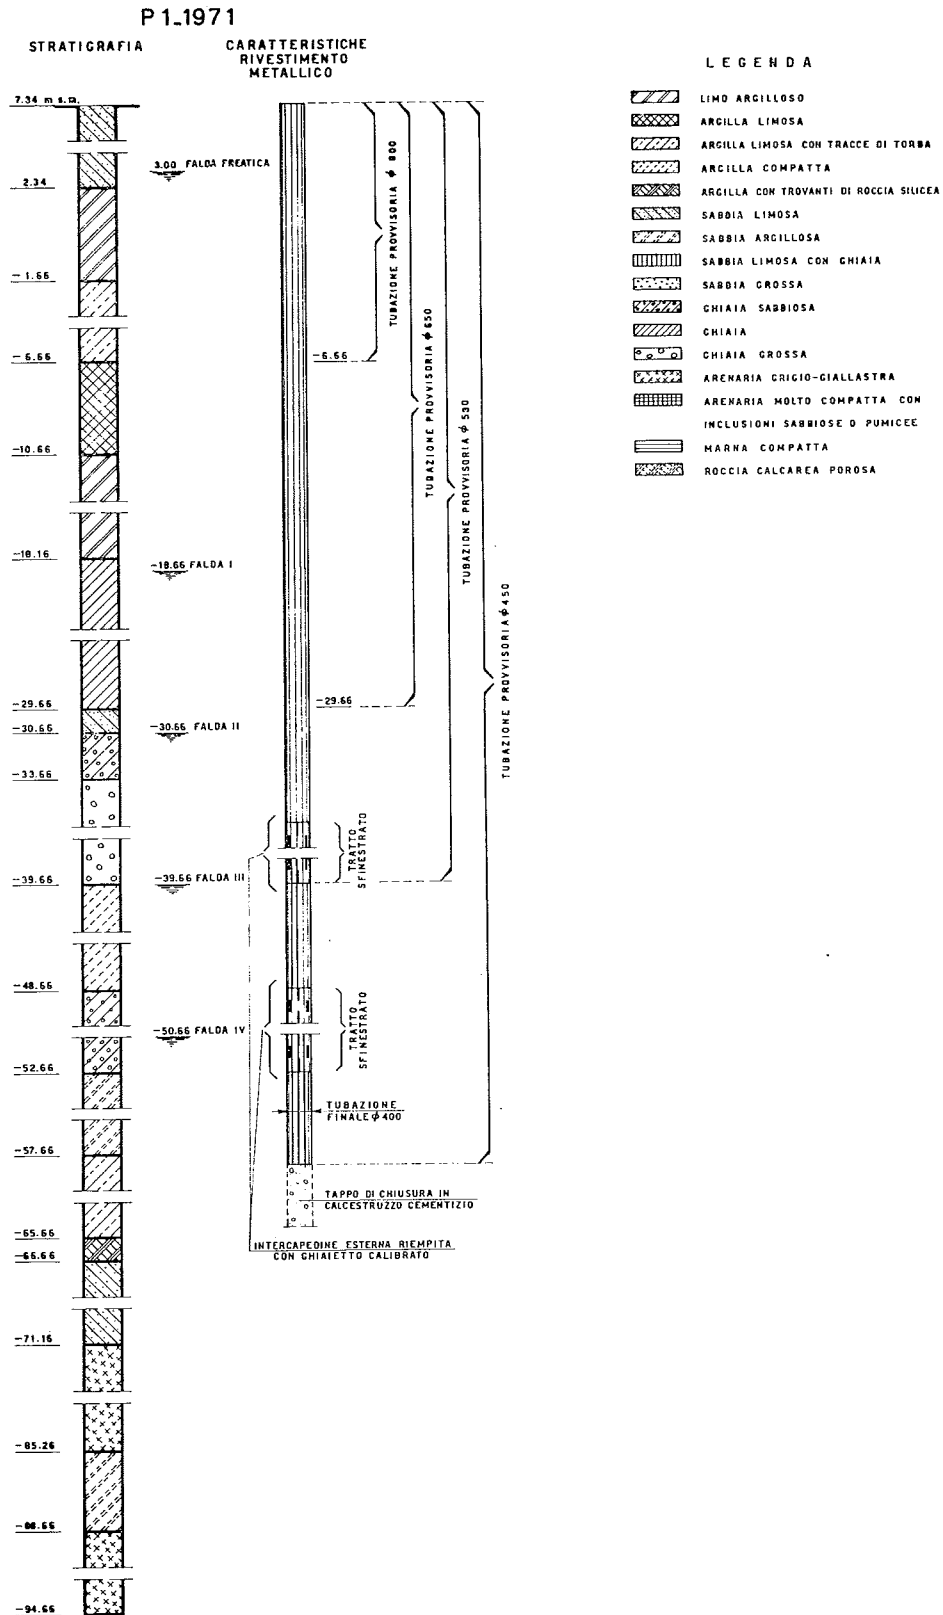 P1_1971
STRATIGRAFIA
CARATTERISTICHE
RIVESTIMENTO
METALLICO
7.34 m s.m.
3.00 FALDA FREATICA
2.34
-1.66
-6.66
-10.66
-18.16
-18.66 FALDA I
-29.66
-30.66
-30.66 FALDA II
-33.66
-39.66
-39.66 FALDA III
-48.66
-50.66 FALDA IV
-52.66
-57.66
-65.66
-66.66
-71.16
-85.26
-88.66
-94.66
TUBAZIONE PROVVISORIA φ 800
-6.66
TUBAZIONE PROVVISORIA φ 650
-29.66
TUBAZIONE PROVVISORIA φ 530
TUBAZIONE PROVVISORIA φ 450
TRATTO
SFINESTRATO
TRATTO
SFINESTRATO
TUBAZIONE
FINALE φ 400
TAPPO DI CHIUSURA IN
CALCESTRUZZO CEMENTIZIO
INTERCAPEDINE ESTERNA RIEMPITA
CON GHIAIETTO CALIBRATO
LEGENDA
LIMO ARGILLOSO
ARGILLA LIMOSA
ARGILLA LIMOSA CON TRACCE DI TORBA
ARGILLA COMPATTA
ARGILLA CON TROVANTI DI ROCCIA SILICEA
SABBIA LIMOSA
SABBIA ARGILLOSA
SABBIA LIMOSA CON GHIAIA
SABBIA GROSSA
GHIAIA SABBIOSA
GHIAIA
GHIAIA GROSSA
ARENARIA GRIGIO-GIALLASTRA
ARENARIA MOLTO COMPATTA CON
INCLUSIONI SABBIOSE O PUMICEE
MARNA COMPATTA
ROCCIA CALCAREA POROSA